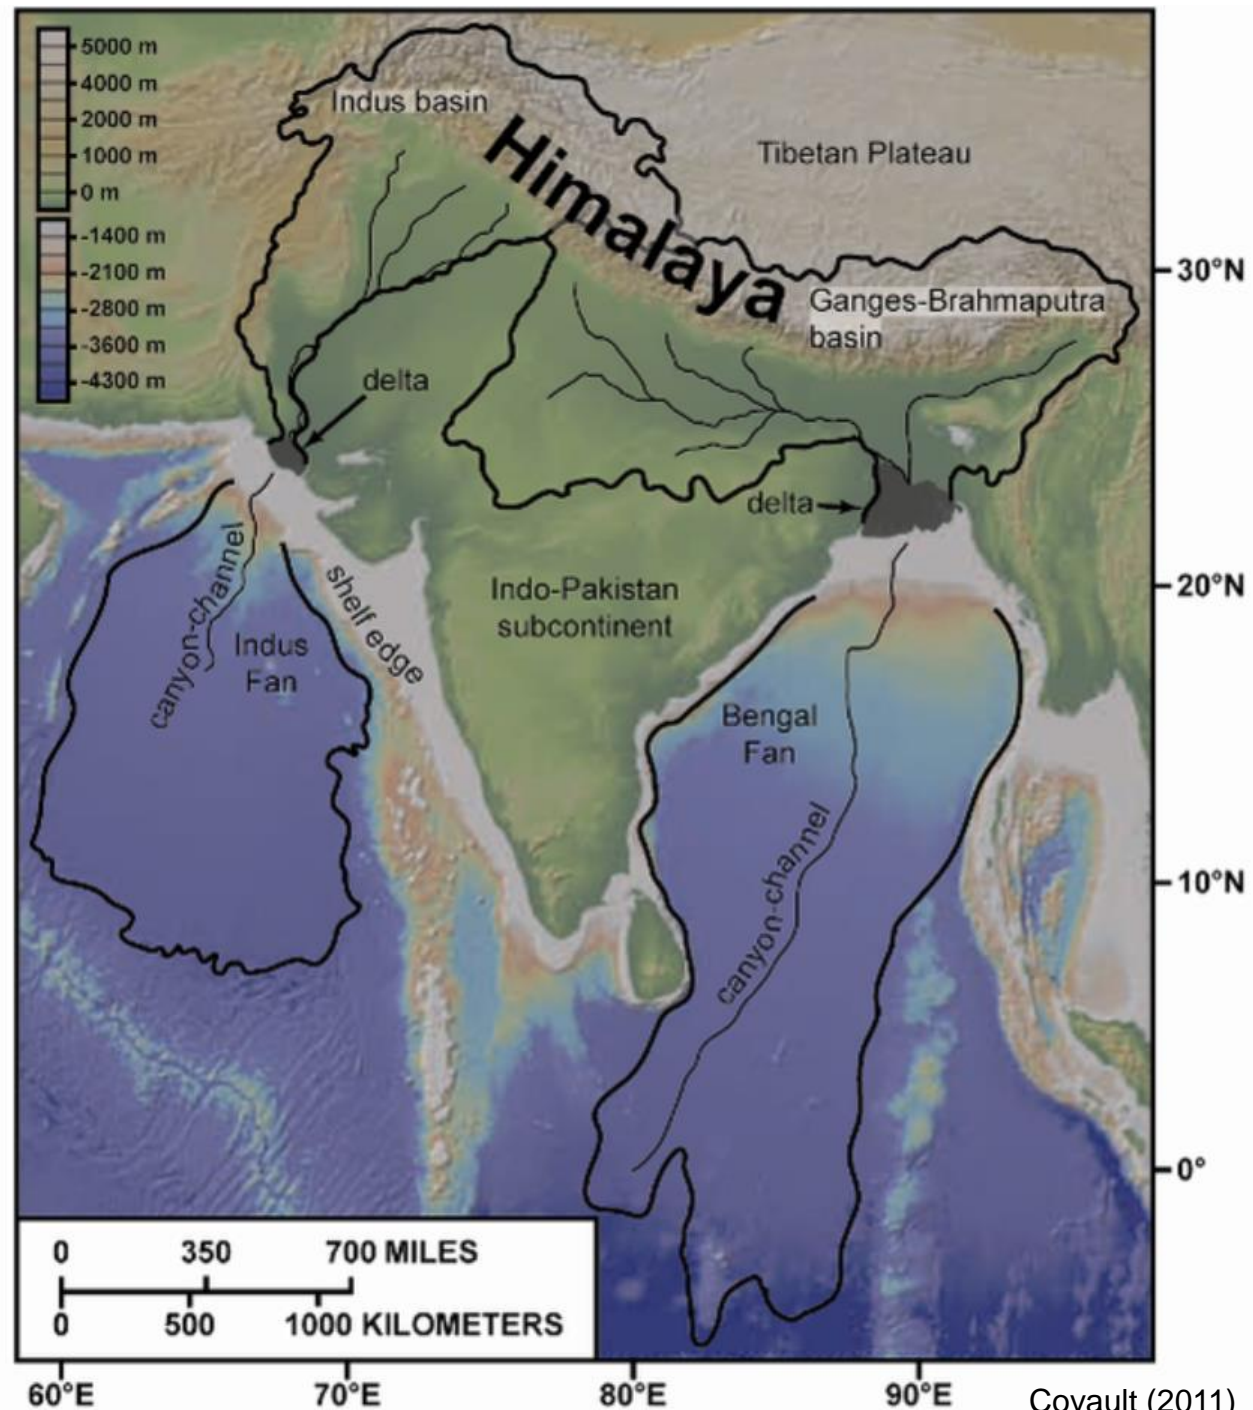 5000 m
4000 m
2000 m
1000 m
0 m
-1400 m
-2100 m
-2800 m
-3600 m
-4300 m
Indus basin
Himalaya
Tibetan Plateau
30°N
Ganges-Brahmaputra
basin
delta
delta
canyon-channel
shelf edge
Indo-Pakistan
subcontinent
20°N
Indus
Fan
Bengal
Fan
canyon-channel
10°N
0°
0 350 700 MILES
0 500 1000 KILOMETERS
60°E 70°E 80°E 90°E
Covault (2011)